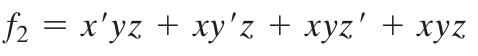 f₂ = x'yz + xy'z + xyz' + xyz